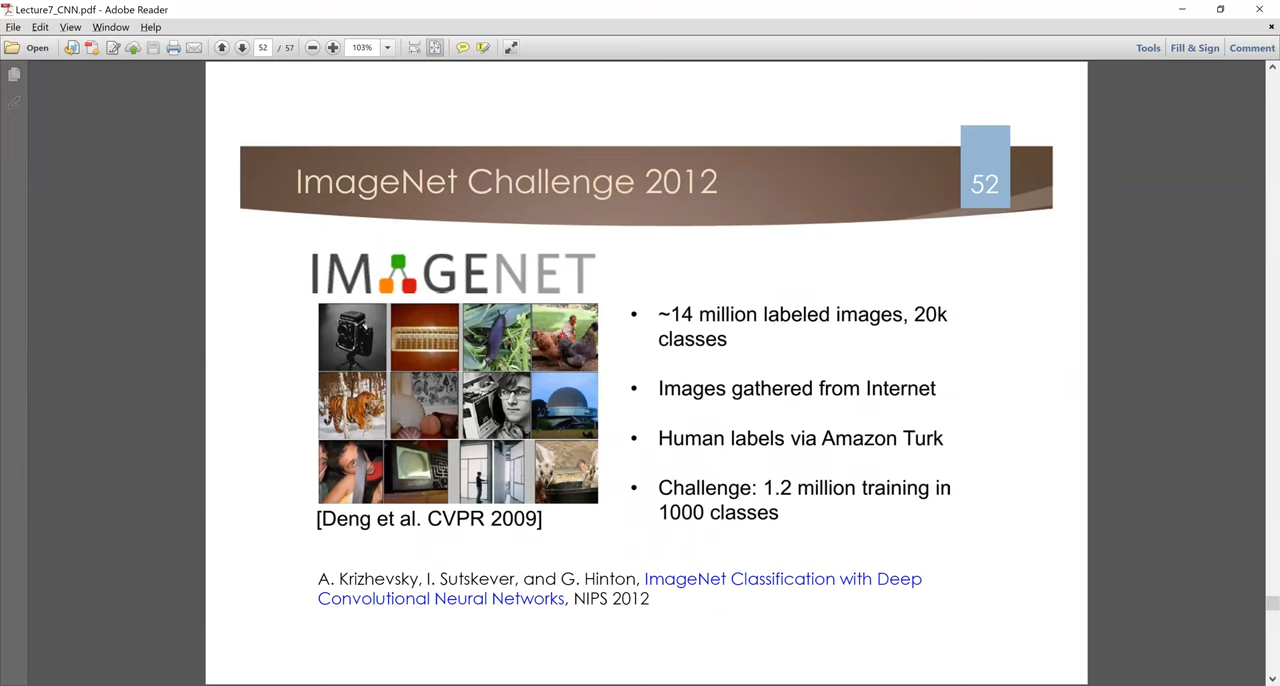 Lecture7_CNN.pdf - Adobe Reader
File Edit View Window Help
Open 52 / 57 103% Tools Fill & Sign Comment
ImageNet Challenge 2012
52
IMAGENET
• ~14 million labeled images, 20k
classes
• Images gathered from Internet
• Human labels via Amazon Turk
• Challenge: 1.2 million training in
1000 classes
[Deng et al. CVPR 2009]
A. Krizhevsky, I. Sutskever, and G. Hinton, ImageNet Classification with Deep
Convolutional Neural Networks, NIPS 2012